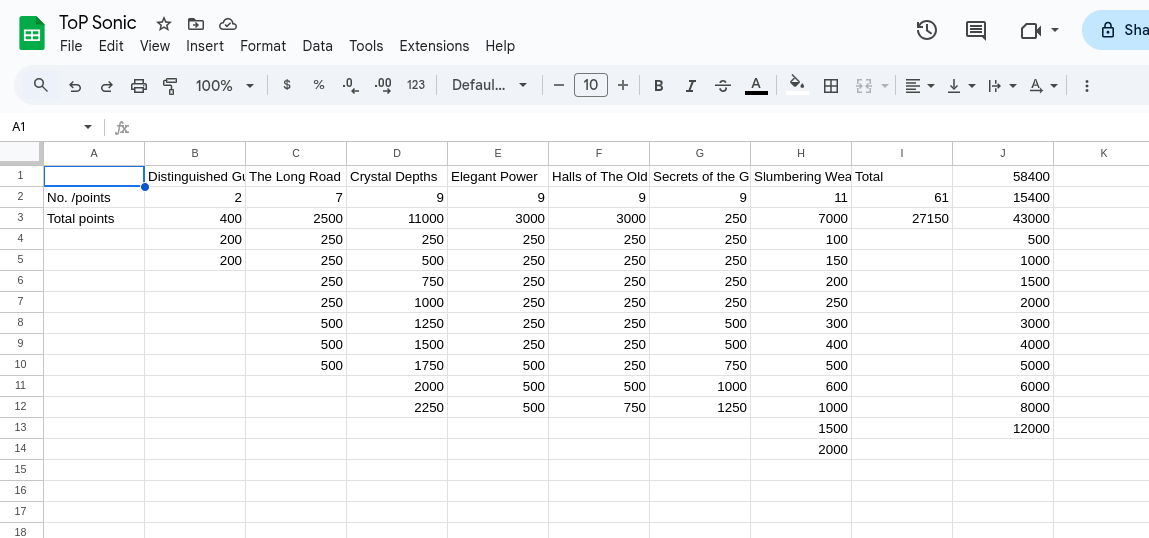 ToP Sonic
File Edit View Insert Format Data Tools Extensions Help
Sha
100% $ % .0 .00 123 Defaul... 10 B I A A
A1 fx
A B C D E F G H I J K
1 Distinguished Gu The Long Road Crystal Depths Elegant Power Halls of The Old Secrets of the G Slumbering Wea Total 58400
2 No. /points 2 7 9 9 9 9 11 61 15400
3 Total points 400 2500 11000 3000 3000 250 7000 27150 43000
4 200 250 250 250 250 250 100 500
5 200 250 500 250 250 250 150 1000
6 250 750 250 250 250 200 1500
7 250 1000 250 250 250 250 2000
8 500 1250 250 250 500 300 3000
9 500 1500 250 250 500 400 4000
10 500 1750 500 250 750 500 5000
11 2000 500 500 1000 600 6000
12 2250 500 750 1250 1000 8000
13 1500 12000
14 2000
15
16
17
18